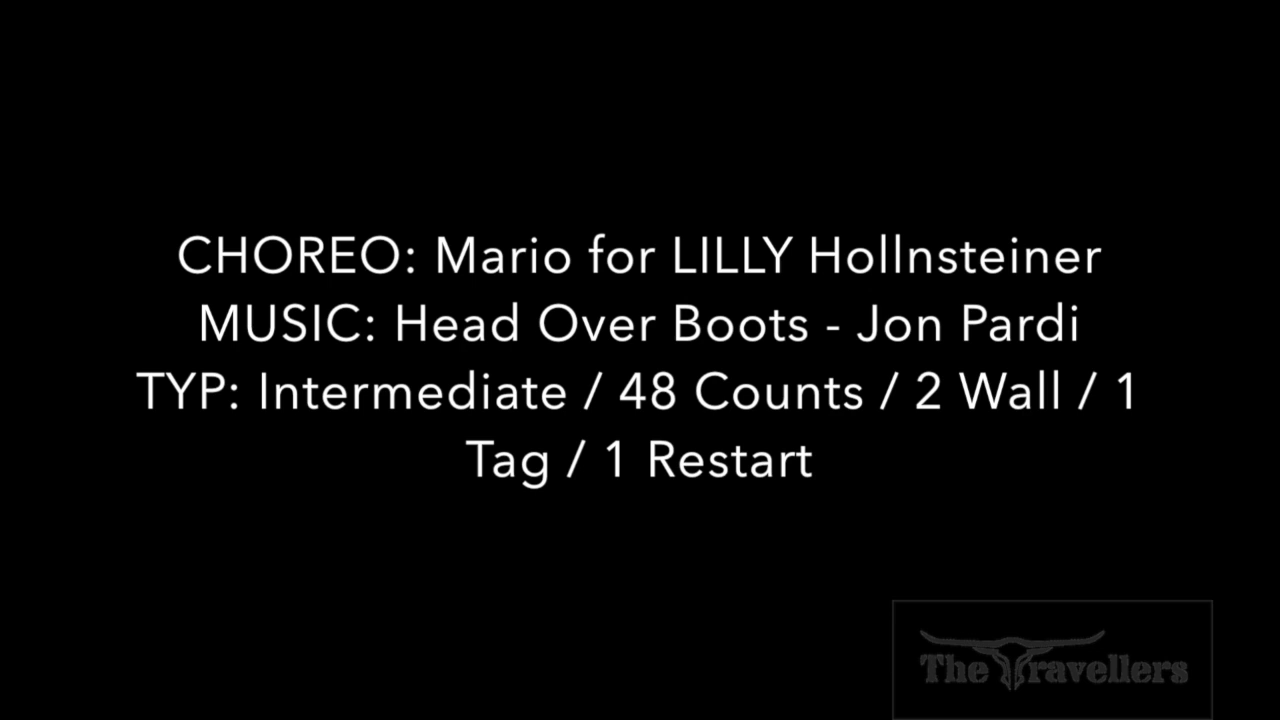 CHOREO: Mario for LILLY Hollnsteiner
MUSIC: Head Over Boots - Jon Pardi
TYP: Intermediate / 48 Counts / 2 Wall / 1
Tag / 1 Restart
The Travellers